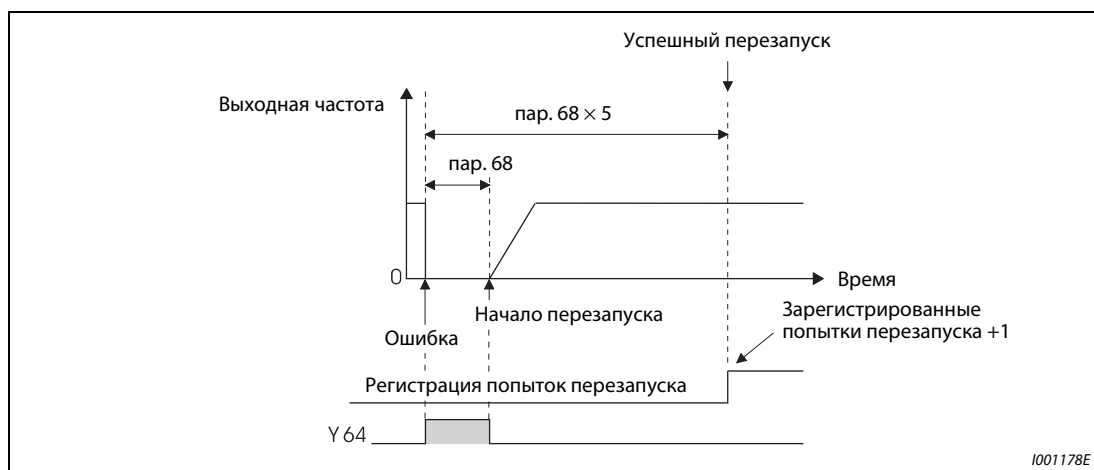 Успешный перезапуск
Выходная частота
пар. 68 × 5
пар. 68
0
Время
Начало перезапуска
Ошибка
Зарегистрированные
попытки перезапуска +1
Регистрация попыток перезапуска
Y 64
I001178E